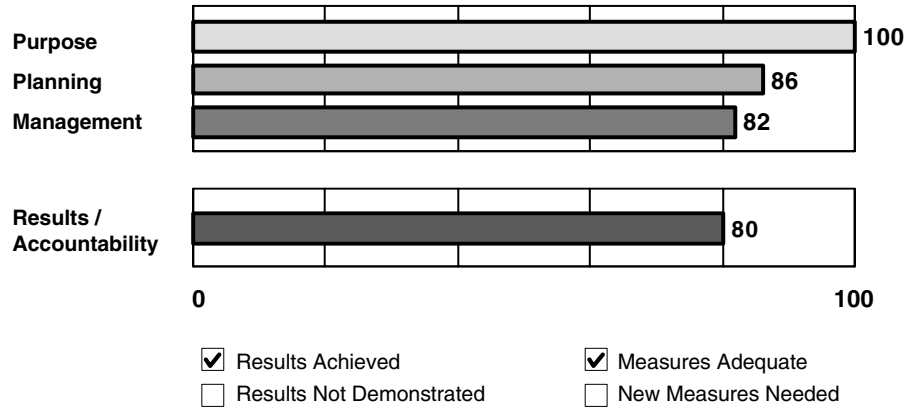 Purpose 100
Planning 86
Management 82
Results /
Accountability 80
0 100
Results Achieved Measures Adequate
Results Not Demonstrated New Measures Needed